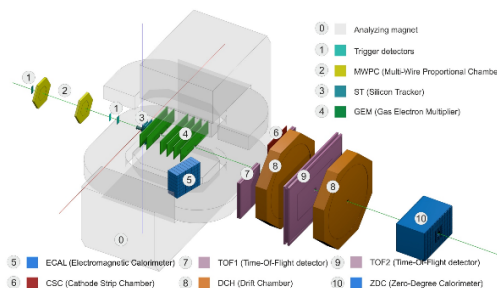 0 Analyzing magnet
1 Trigger detectors
2 MWPC (Multi-Wire Proportional Chambe
3 ST (Silicon Tracker)
4 GEM (Gas Electron Multiplier)
1
2
1
3
4
5
6
7
8
9
8
10
0
5 ECAL (Electromagnetic Calorimeter) 7 TOF1 (Time-Of-Flight detector) 9 TOF2 (Time-Of-Flight detector)
6 CSC (Cathode Strip Chamber) 8 DCH (Drift Chamber) 10 ZDC (Zero-Degree Calorimeter)